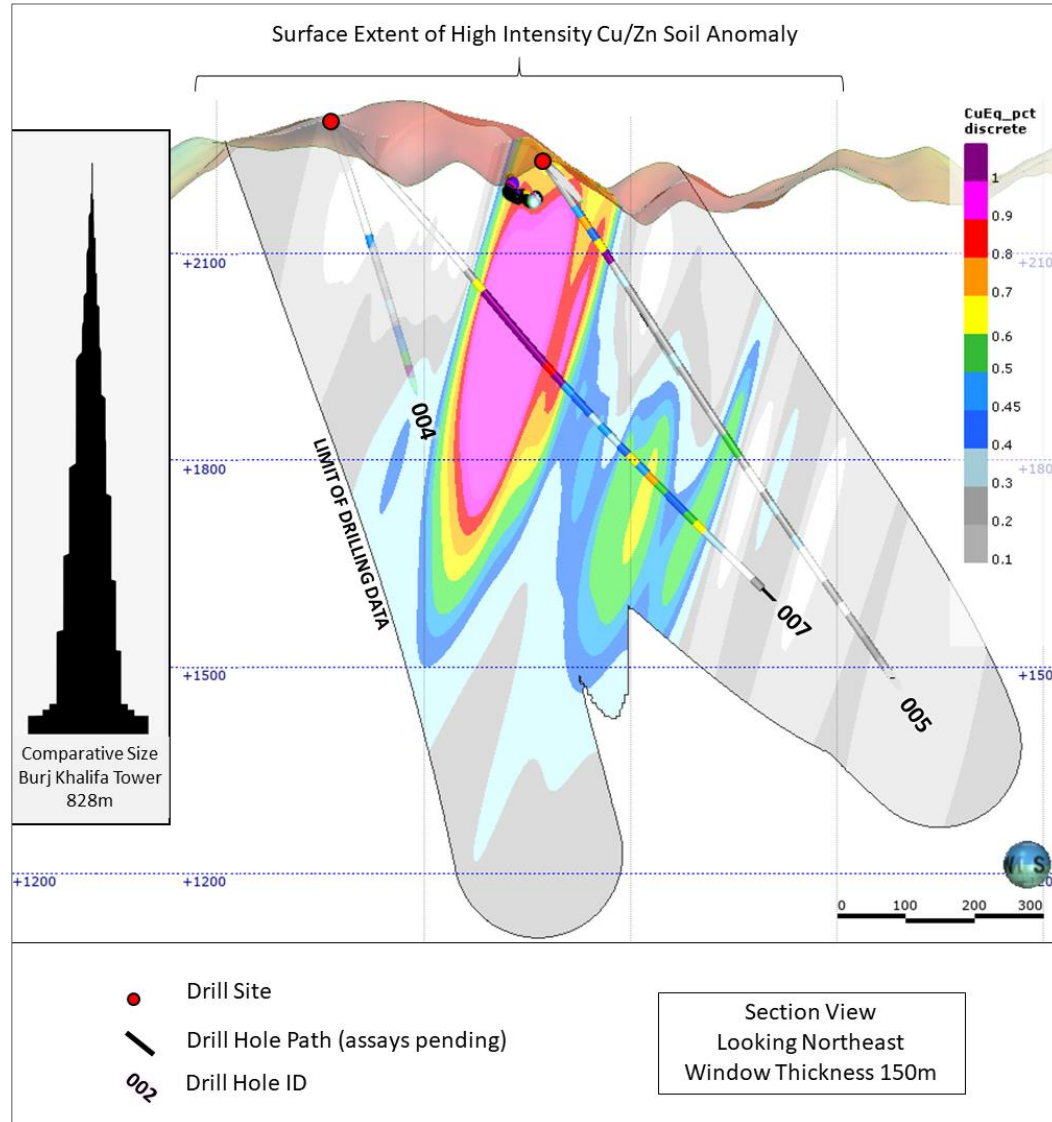 Surface Extent of High Intensity Cu/Zn Soil Anomaly
CuEq_pct
discrete
1
0.9
0.8
0.7
0.6
0.5
0.45
0.4
0.3
0.2
0.1
+2100
+210
+1800
+180
+1500
+150
+1200
+1200
004
007
005
LIMIT OF DRILLING DATA
Comparative Size
Burj Khalifa Tower
828m
S
0 100 200 300
Drill Site
Drill Hole Path (assays pending)
002
Drill Hole ID
Section View
Looking Northeast
Window Thickness 150m